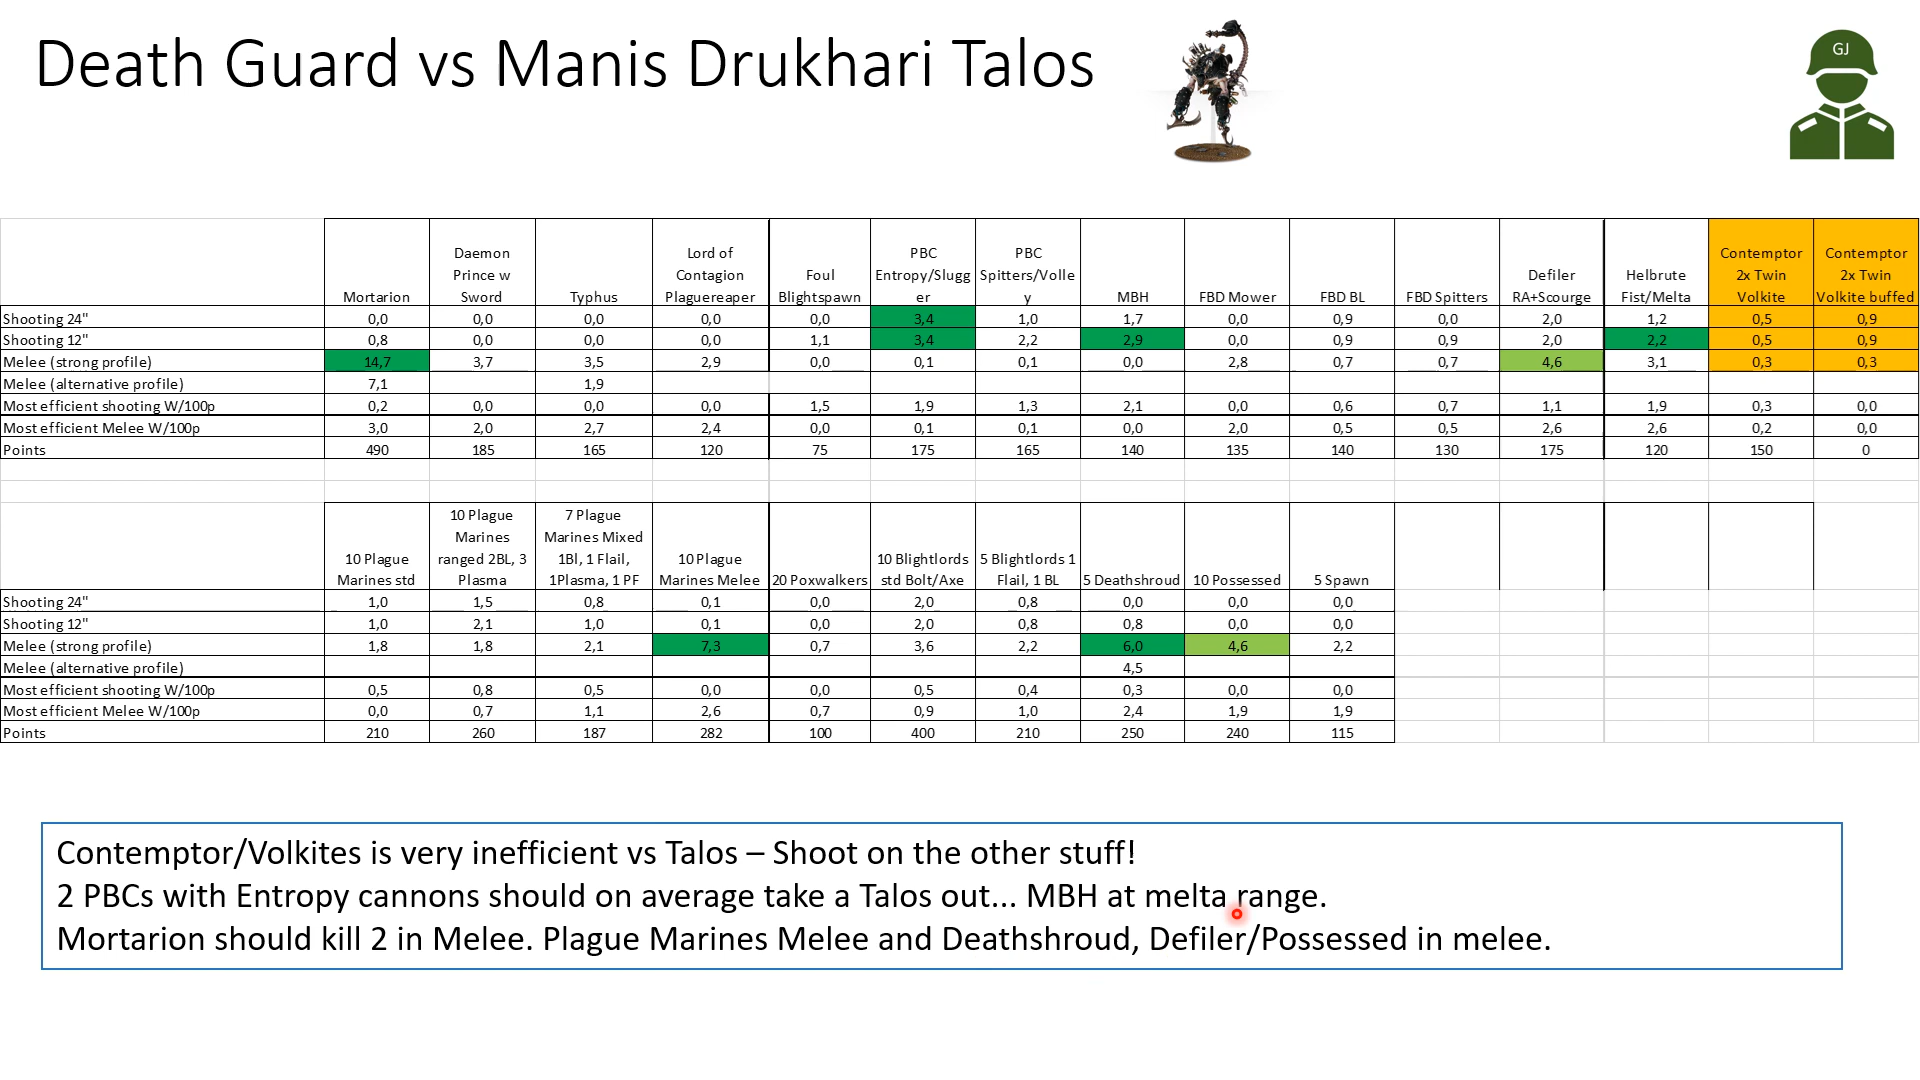 Death Guard vs Manis Drukhari Talos
GJ
Mortarion | Daemon Prince w Sword | Typhus | Lord of Contagion Plaguereaper | Foul Blightspawn | PBC Entropy/Slugger | PBC Spitters/Volley | MBH | FBD Mower | FBD BL | FBD Spitters | Defiler RA+Scourge | Helbrute Fist/Melta | Contemptor 2x Twin Volkite | Contemptor 2x Twin Volkite buffed
Shooting 24" 0,0 0,0 0,0 0,0 0,0 3,4 1,0 1,7 0,0 0,9 0,0 2,0 1,2 0,5 0,9
Shooting 12" 0,8 0,0 0,0 0,0 1,1 3,4 2,2 2,9 0,0 0,9 0,9 2,0 2,2 0,5 0,9
Melee (strong profile) 14,7 3,7 3,5 2,9 0,0 0,1 0,1 0,0 2,8 0,7 0,7 4,6 3,1 0,3 0,3
Melee (alternative profile) 7,1 1,9
Most efficient shooting W/100p 0,2 0,0 0,0 0,0 1,5 1,9 1,3 2,1 0,0 0,6 0,7 1,1 1,9 0,3 0,0
Most efficient Melee W/100p 3,0 2,0 2,7 2,4 0,0 0,1 0,1 0,0 2,0 0,5 0,5 2,6 2,6 0,2 0,0
Points 490 185 165 120 75 175 165 140 135 140 130 175 120 150 0
10 Plague Marines std | 10 Plague Marines ranged 2BL, 3 Plasma | 7 Plague Marines Mixed 1Bl, 1 Flail, 1Plasma, 1 PF | 10 Plague Marines Melee | 20 Poxwalkers | 10 Blightlords std Bolt/Axe | 5 Blightlords 1 Flail, 1 BL | 5 Deathshroud | 10 Possessed | 5 Spawn
Shooting 24" 1,0 1,5 0,8 0,1 0,0 2,0 0,8 0,0 0,0 0,0
Shooting 12" 1,0 2,1 1,0 0,1 0,0 2,0 0,8 0,8 0,0 0,0
Melee (strong profile) 1,8 1,8 2,1 7,3 0,7 3,6 2,2 6,0 4,6 2,2
Melee (alternative profile) 4,5
Most efficient shooting W/100p 0,5 0,8 0,5 0,0 0,0 0,5 0,4 0,3 0,0 0,0
Most efficient Melee W/100p 0,0 0,7 1,1 2,6 0,7 0,9 1,0 2,4 1,9 1,9
Points 210 260 187 282 100 400 210 250 240 115
Contemptor/Volkites is very inefficient vs Talos – Shoot on the other stuff!
2 PBCs with Entropy cannons should on average take a Talos out... MBH at melta range.
Mortarion should kill 2 in Melee. Plague Marines Melee and Deathshroud, Defiler/Possessed in melee.